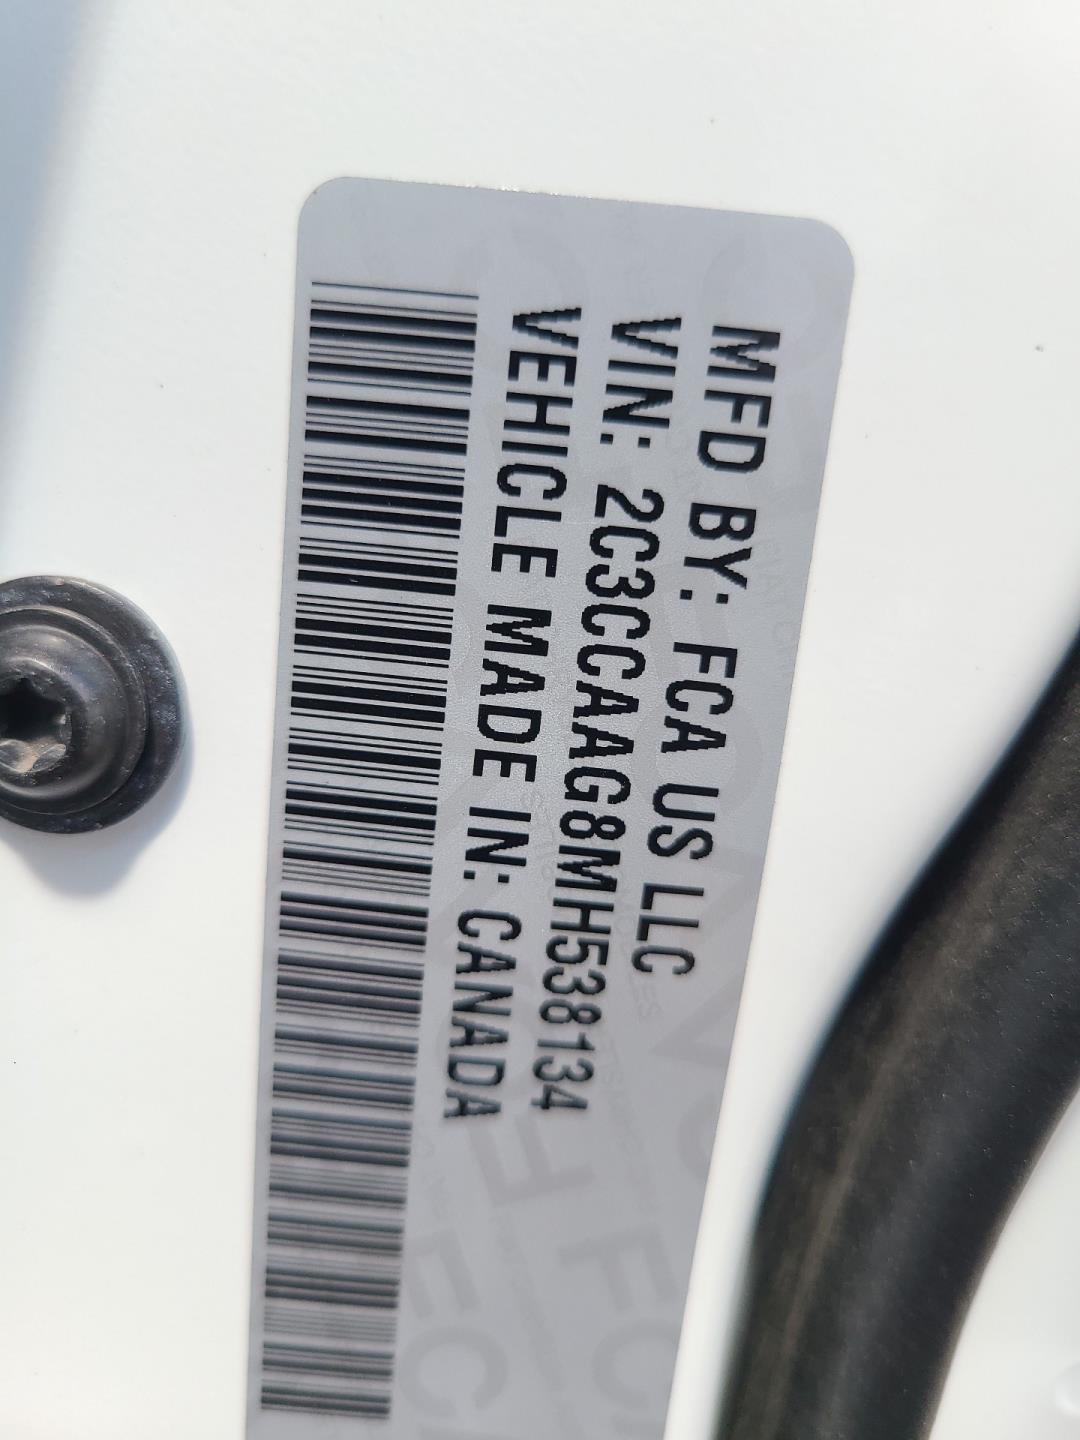 MFD BY: FCA US LLC
VIN: 2C3CCAAG8MH538134
VEHICLE MADE IN: CANADA